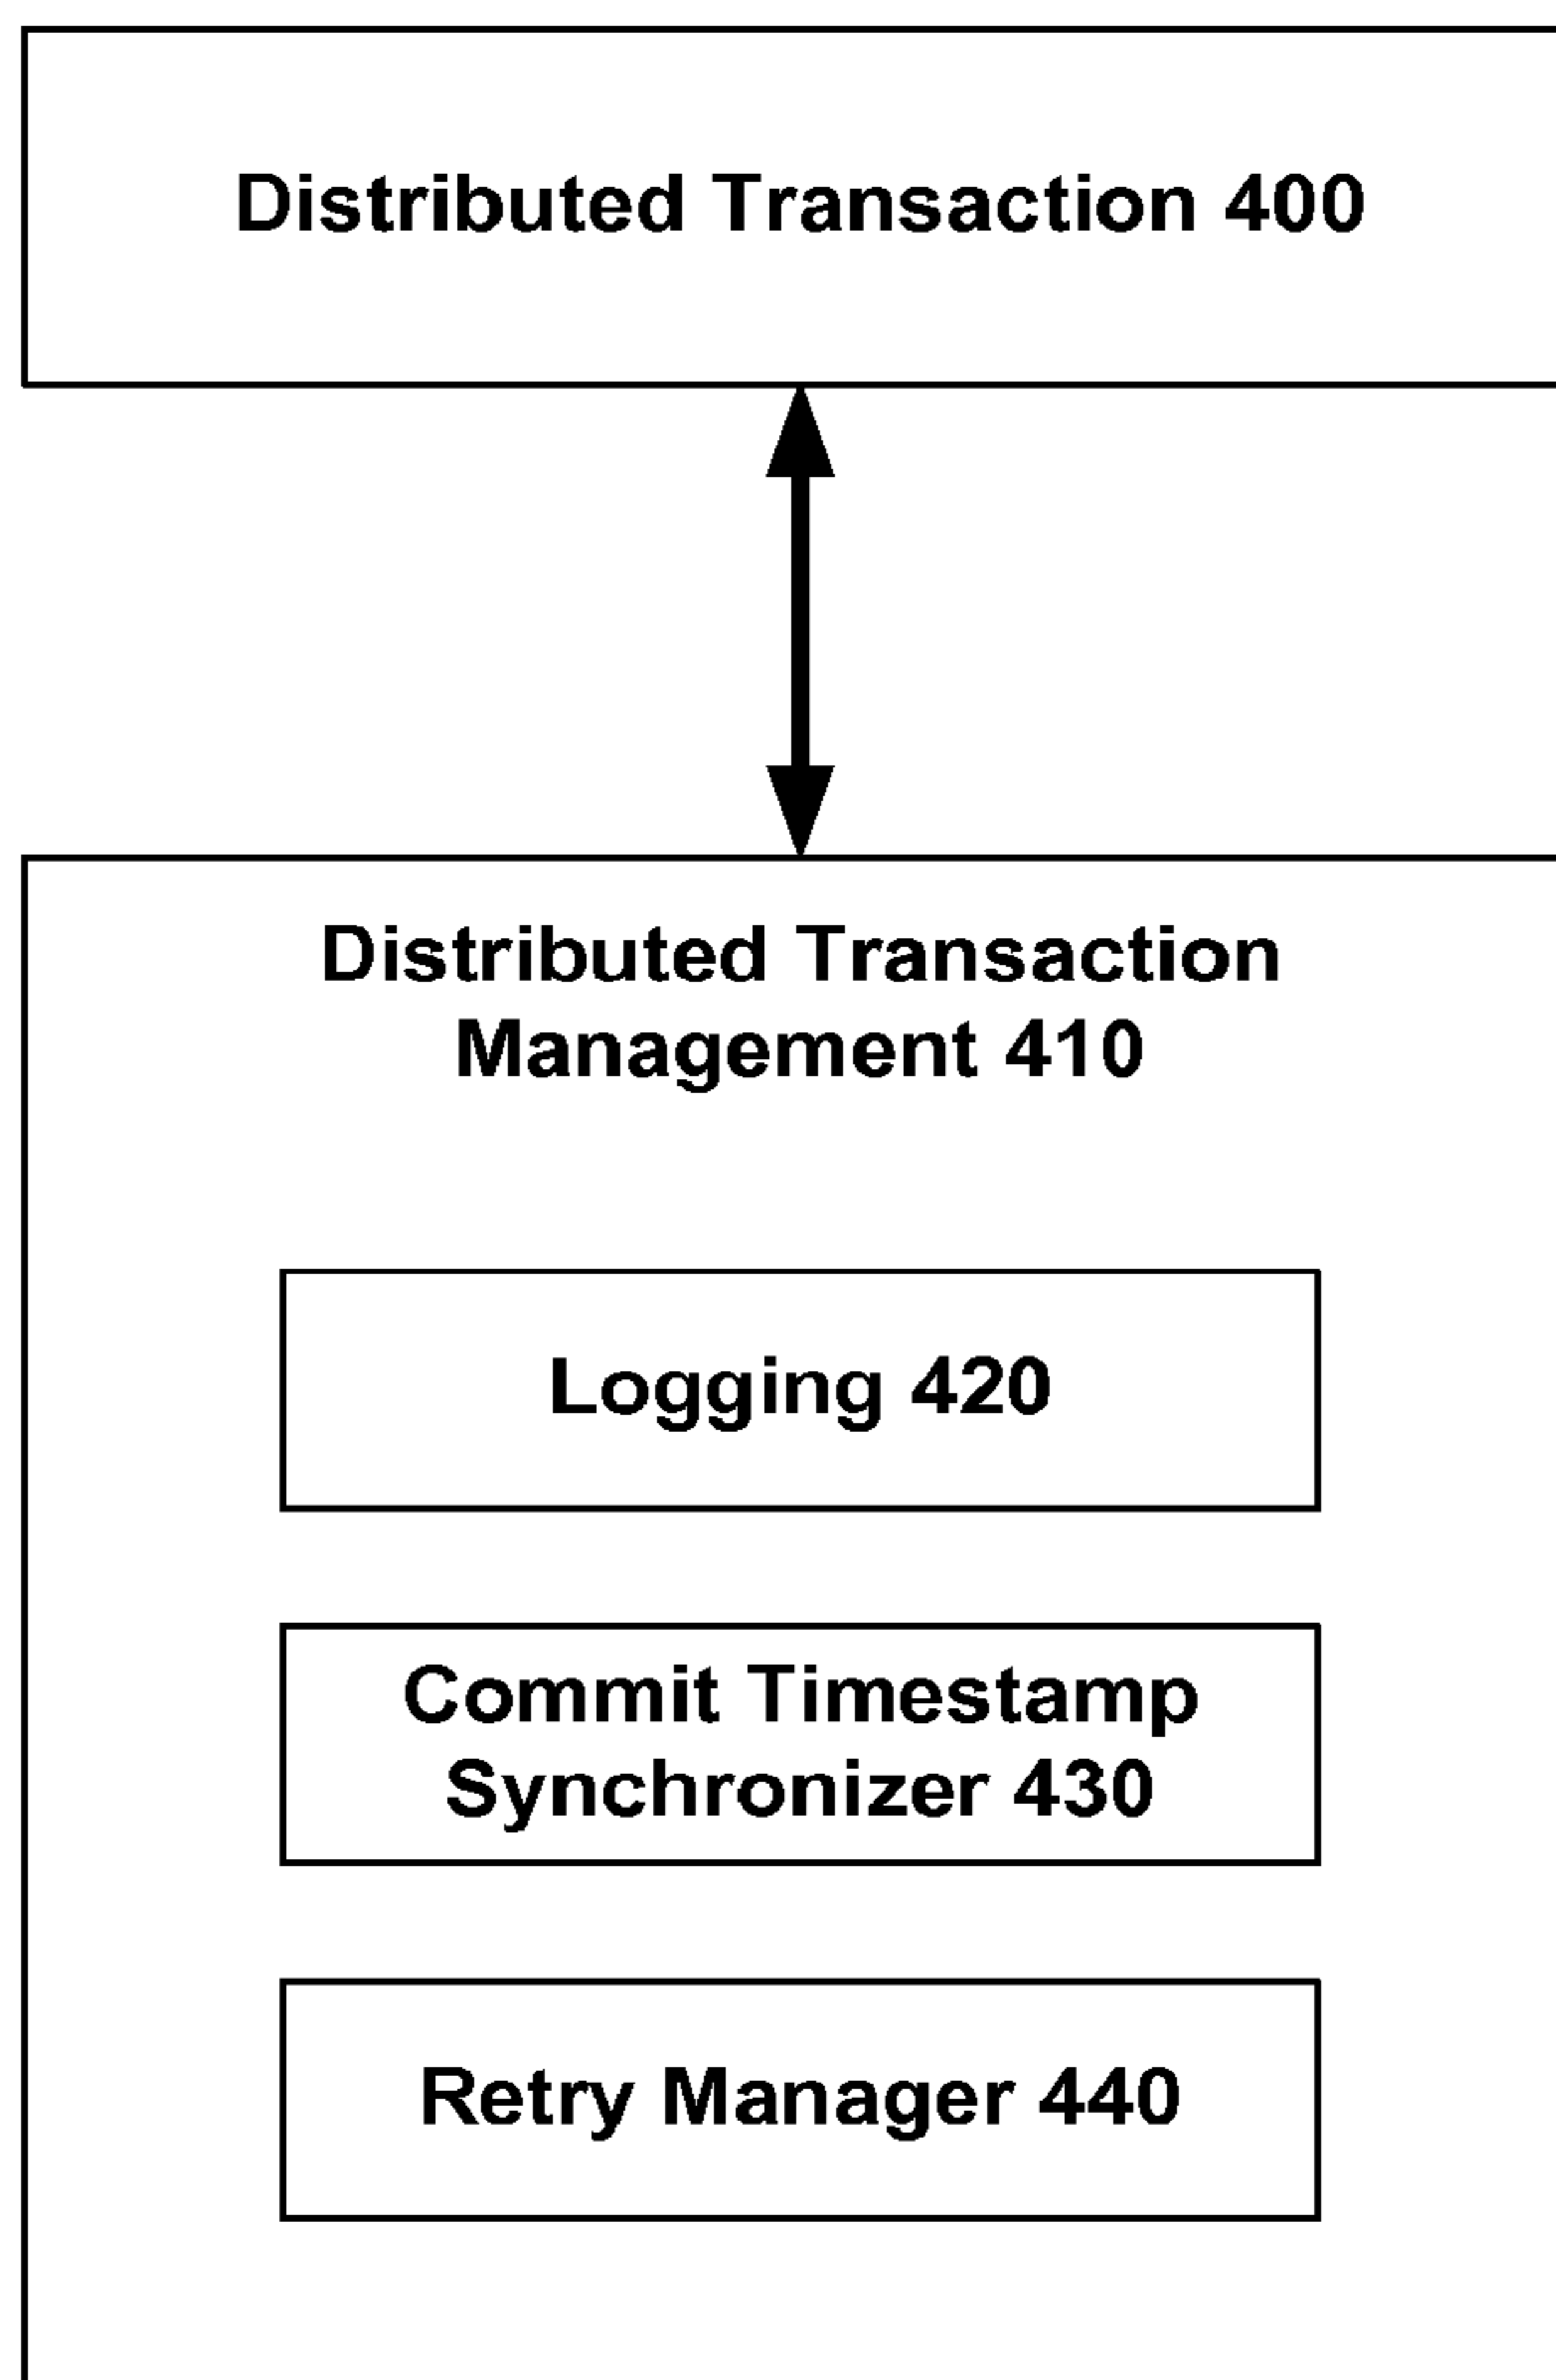 Distributed Transaction 400
Distributed Transaction
Management 410
Logging 420
Commit Timestamp
Synchronizer 430
Retry Manager 440